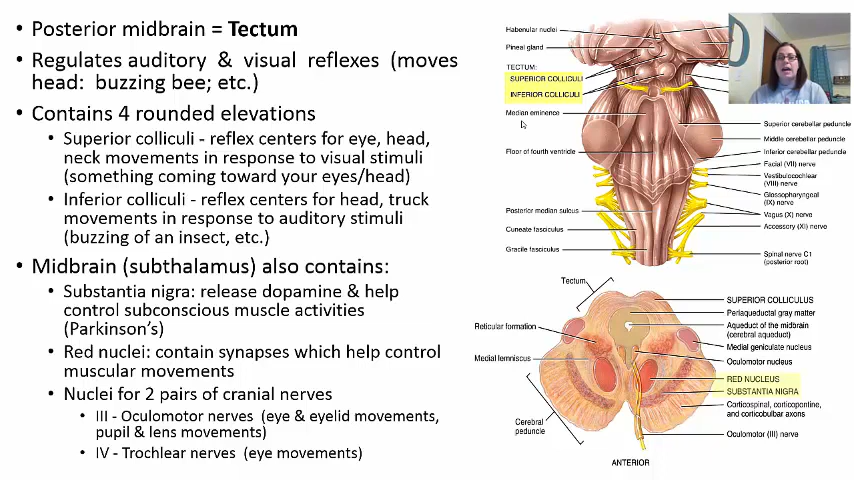 • Posterior midbrain = Tectum
• Regulates auditory & visual reflexes (moves
head: buzzing bee; etc.)
• Contains 4 rounded elevations
• Superior colliculi - reflex centers for eye, head,
neck movements in response to visual stimuli
(something coming toward your eyes/head)
• Inferior colliculi - reflex centers for head, truck
movements in response to auditory stimuli
(buzzing of an insect, etc.)
• Midbrain (subthalamus) also contains:
• Substantia nigra: release dopamine & help
control subconscious muscle activities
(Parkinson's)
• Red nuclei: contain synapses which help control
muscular movements
• Nuclei for 2 pairs of cranial nerves
• III - Oculomotor nerves (eye & eyelid movements,
pupil & lens movements)
• IV - Trochlear nerves (eye movements)
Habenular nuclei
Pineal gland
TECTUM:
SUPERIOR COLLICULI
INFERIOR COLLICULI
Median eminence
Floor of fourth ventricle
Posterior median sulcus
Cuneate fasciculus
Gracile fasciculus
Superior cerebellar peduncle
Middle cerebellar peduncle
Inferior cerebellar peduncle
Facial (VII) nerve
Vestibulocochlear
(VIII) nerve
Glossopharyngeal
(IX) nerve
Vagus (X) nerve
Accessory (XI) nerve
Spinal nerve C1
(posterior root)
Tectum
Reticular formation
Medial lemniscus
Cerebral
peduncle
SUPERIOR COLLICULUS
Periaqueductal gray matter
Aqueduct of the midbrain
(cerebral aqueduct)
Medial geniculate nucleus
Oculomotor nucleus
RED NUCLEUS
SUBSTANTIA NIGRA
Corticospinal, corticopontine,
and corticobulbar axons
Oculomotor (III) nerve
ANTERIOR